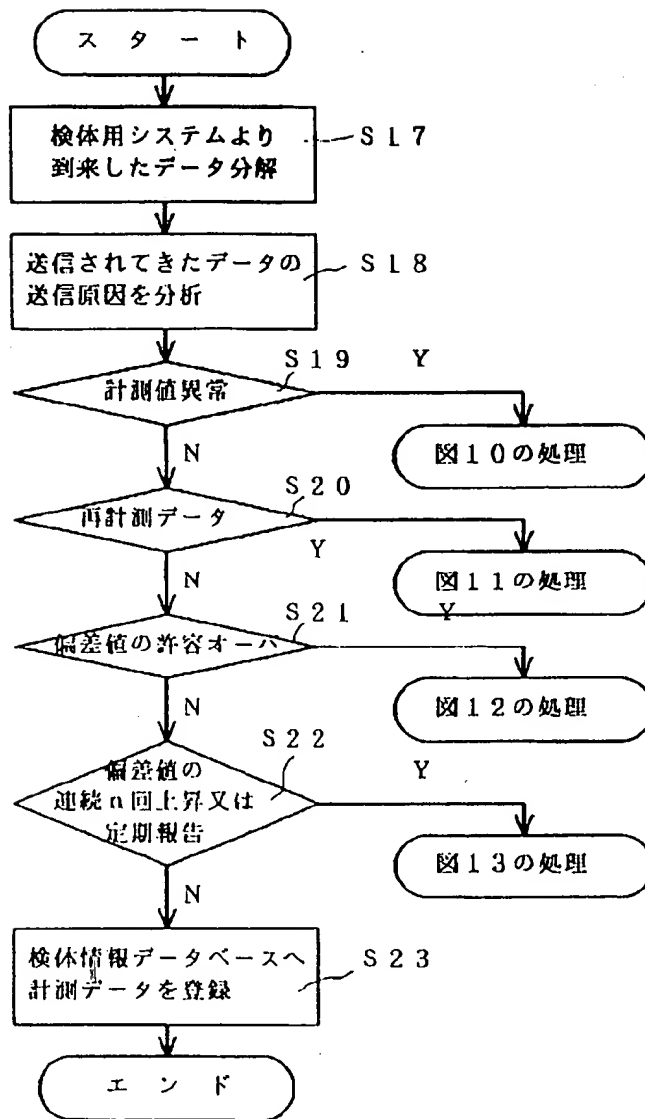 スタート
検体用システムより
到来したデータ分解
S17
送信されてきたデータの
送信原因を分析
S18
S19
Y
計測値異常
図10の処理
N
S20
再計測データ
Y
図11の処理
N
S21
Y
偏差値の許容オーバ
図12の処理
N
S22
偏差値の
連続n回上昇又は
定期報告
Y
図13の処理
N
検体情報データベースへ
計測データを登録
S23
エンド